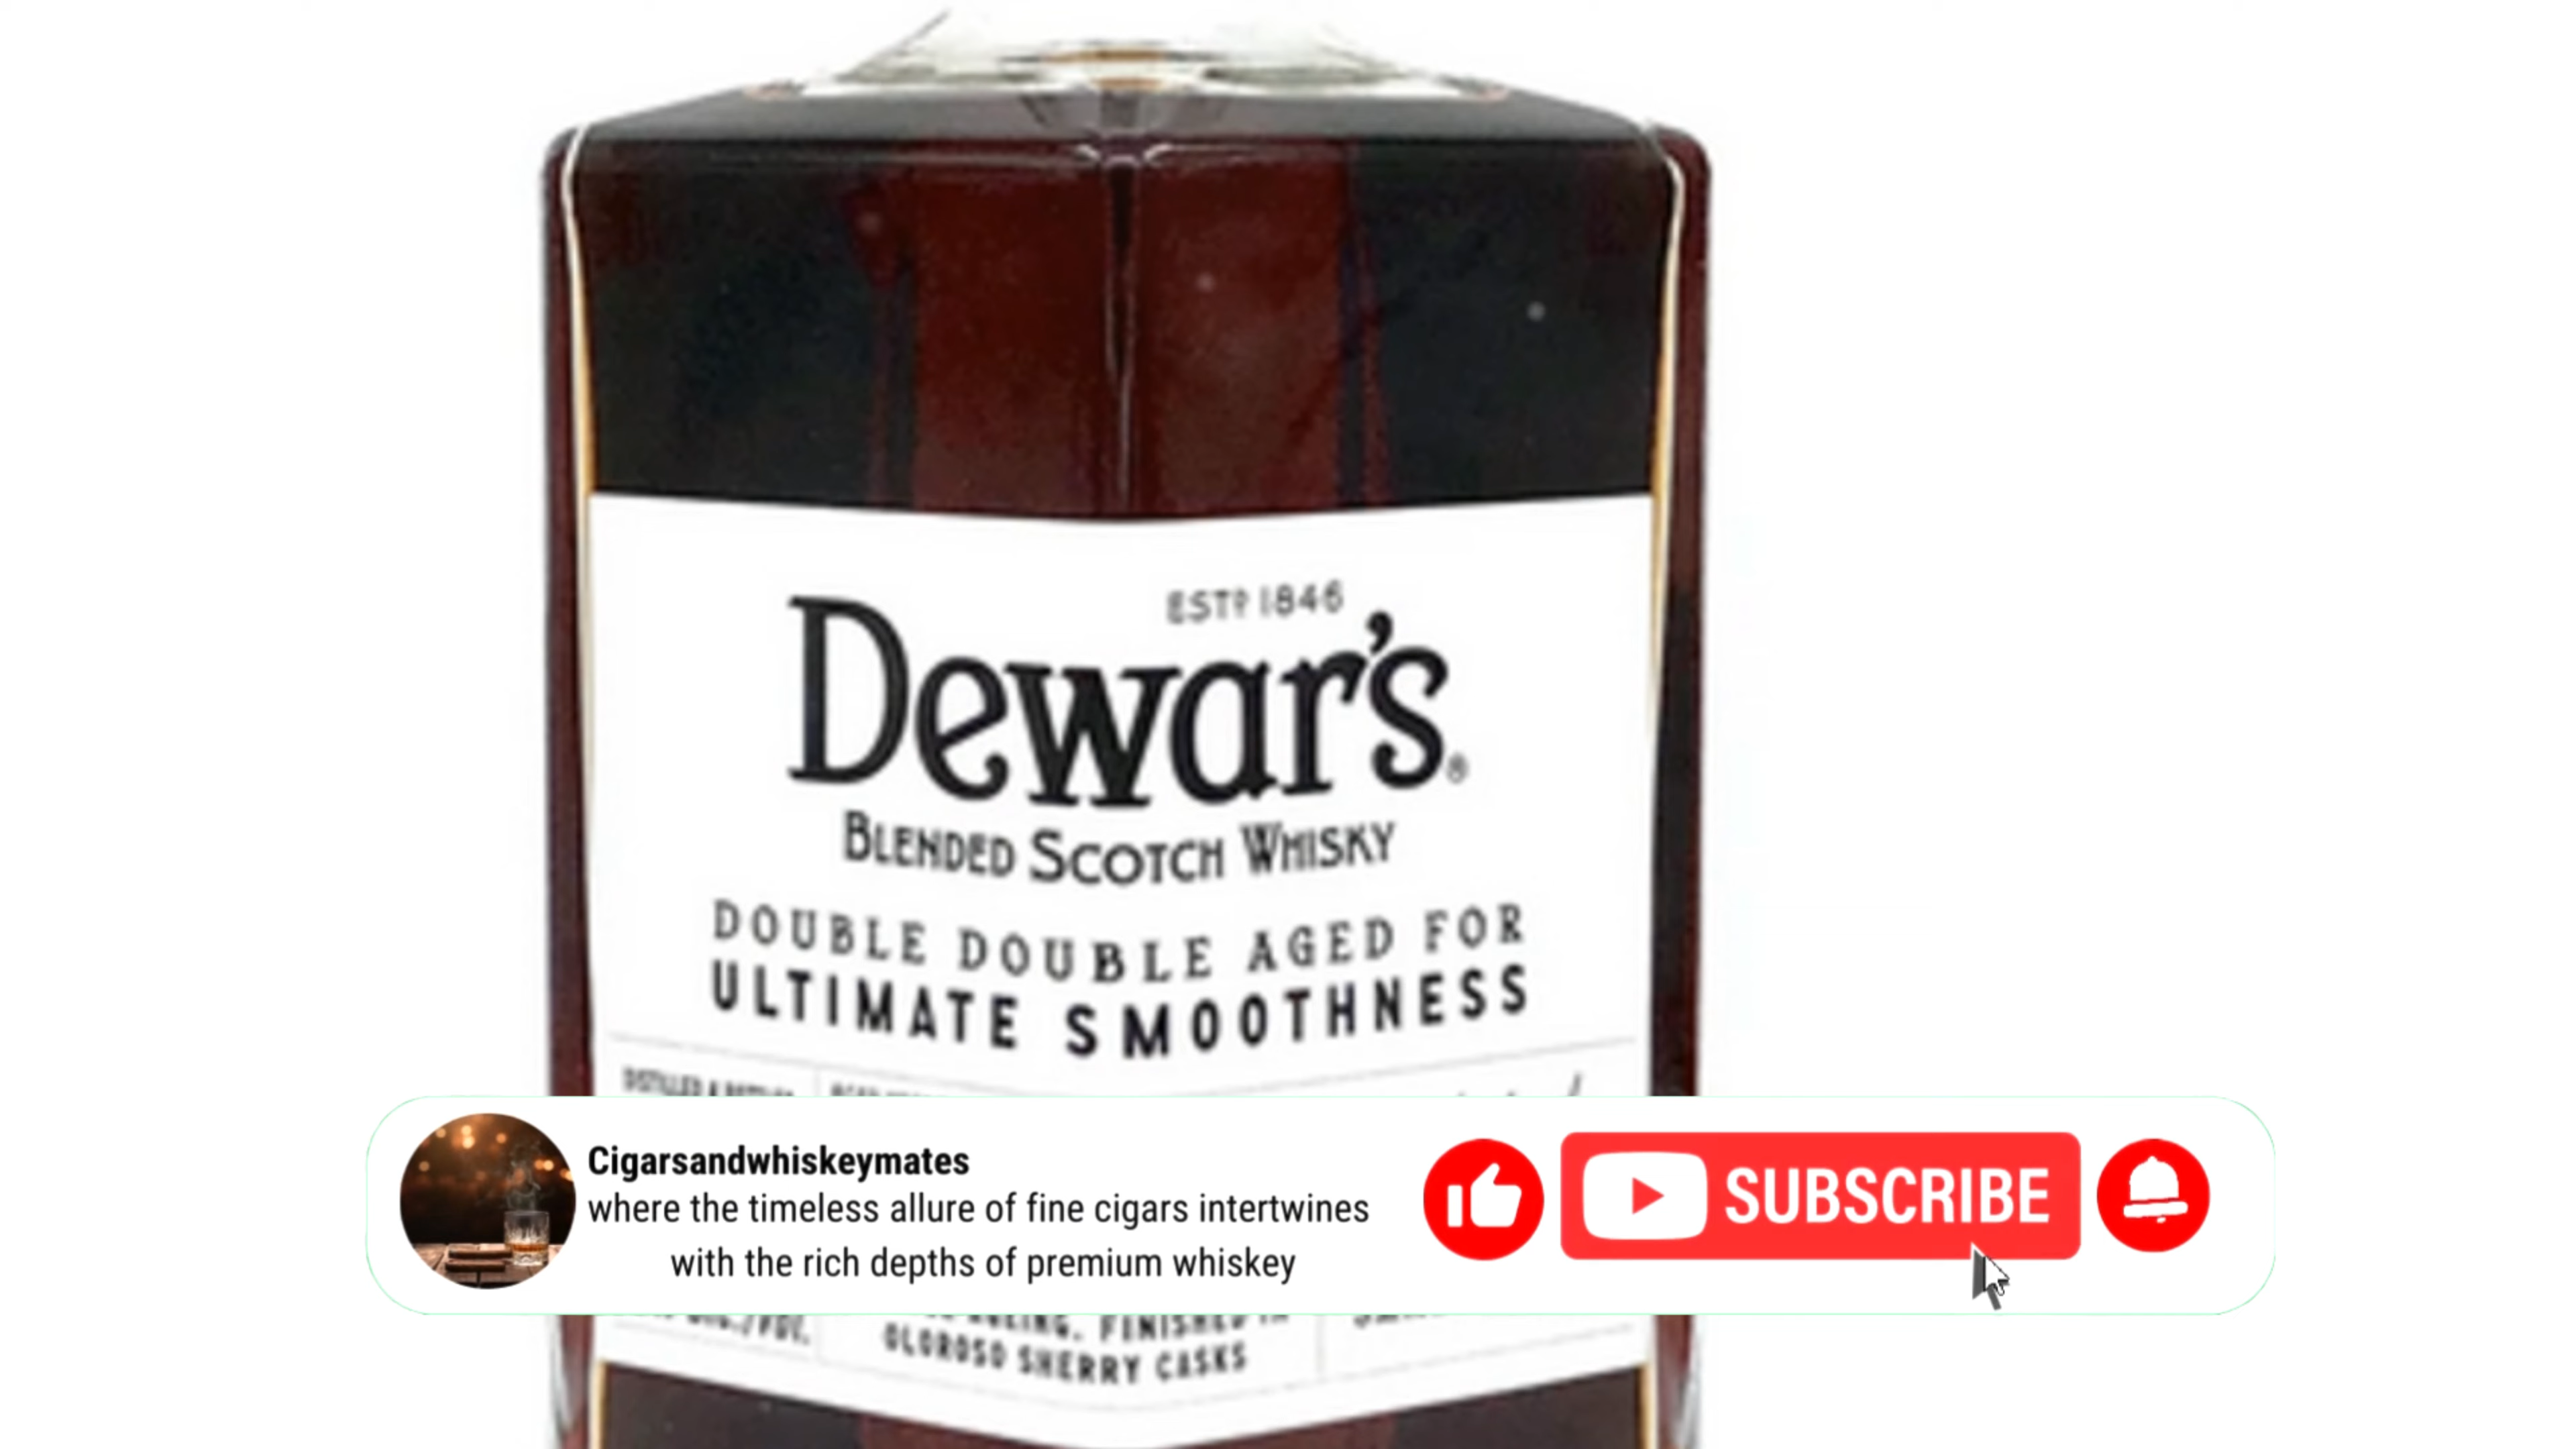 ESTD 1846
Dewar's®
BLENDED SCOTCH WHISKY
DOUBLE DOUBLE AGED FOR
ULTIMATE SMOOTHNESS
DISTILLED &
Cigarsandwhiskeymates
where the timeless allure of fine cigars intertwines
with the rich depths of premium whiskey
SUBSCRIBE
FINISHED IN
OLOROSO SHERRY CASKS